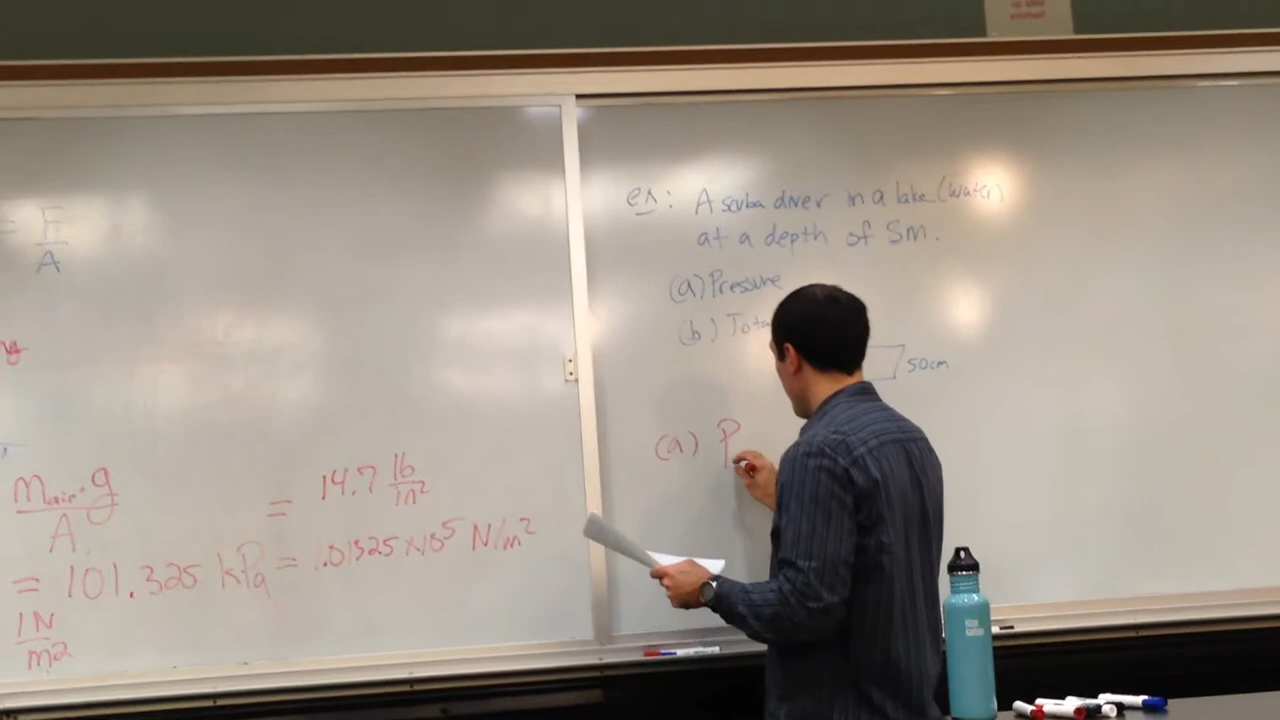 = F
A
mair·g
A
= 14.7 lb
in²
= 101.325 kPa = 1.01325×10⁵ N/m²
1N
m²
ex: A scuba diver in a lake (water)
at a depth of 5m.
(a) Pressure
(b) Tota
50cm
(a) P